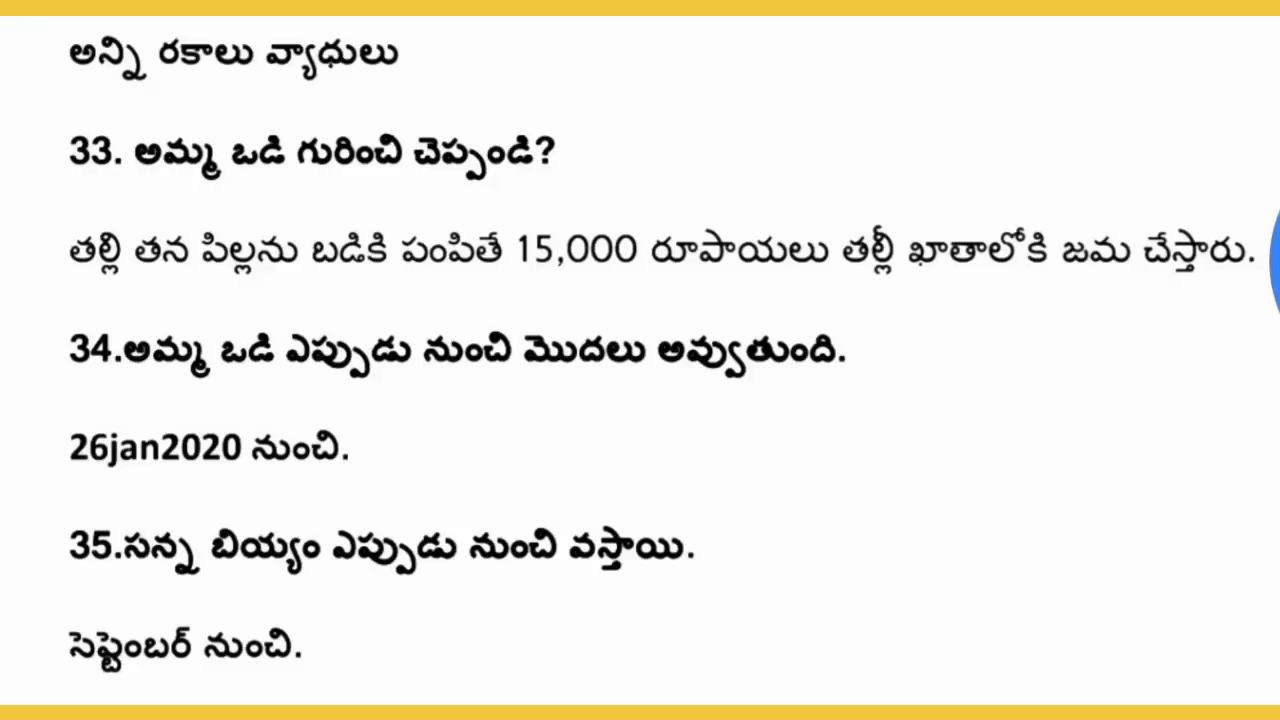 అన్ని రకాలు వ్యాధులు
33. అమ్మ ఒడి గురించి చెప్పండి?
తల్లి తన పిల్లను బడికి పంపితే 15,000 రూపాయలు తల్లీ ఖాతాలోకి జమ చేస్తారు.
34.అమ్మ ఒడి ఎప్పుడు నుంచి మొదలు అవ్వుతుంది.
26jan2020 నుంచి.
35.సన్న బియ్యం ఎప్పుడు నుంచి వస్తాయి.
సెప్టెంబర్ నుంచి.